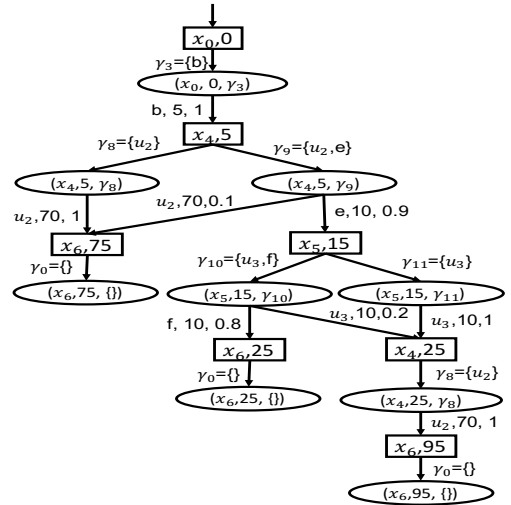 x₀,0
γ₃={b}
(x₀, 0, γ₃)
b, 5, 1
x₄,5
γ₈={u₂}
γ₉={u₂,e}
(x₄,5, γ₈)
(x₄,5, γ₉)
u₂,70, 1
u₂,70,0.1
e,10, 0.9
x₆,75
x₅,15
γ₀={}
γ₁₀={u₃,f}
γ₁₁={u₃}
(x₆,75, {})
(x₅,15, γ₁₀)
(x₅,15, γ₁₁)
f, 10, 0.8
u₃,10,0.2
u₃,10,1
x₆,25
x₄,25
γ₀={}
γ₈={u₂}
(x₆,25, {})
(x₄,25, γ₈)
u₂,70, 1
x₆,95
γ₀={}
(x₆,95, {})